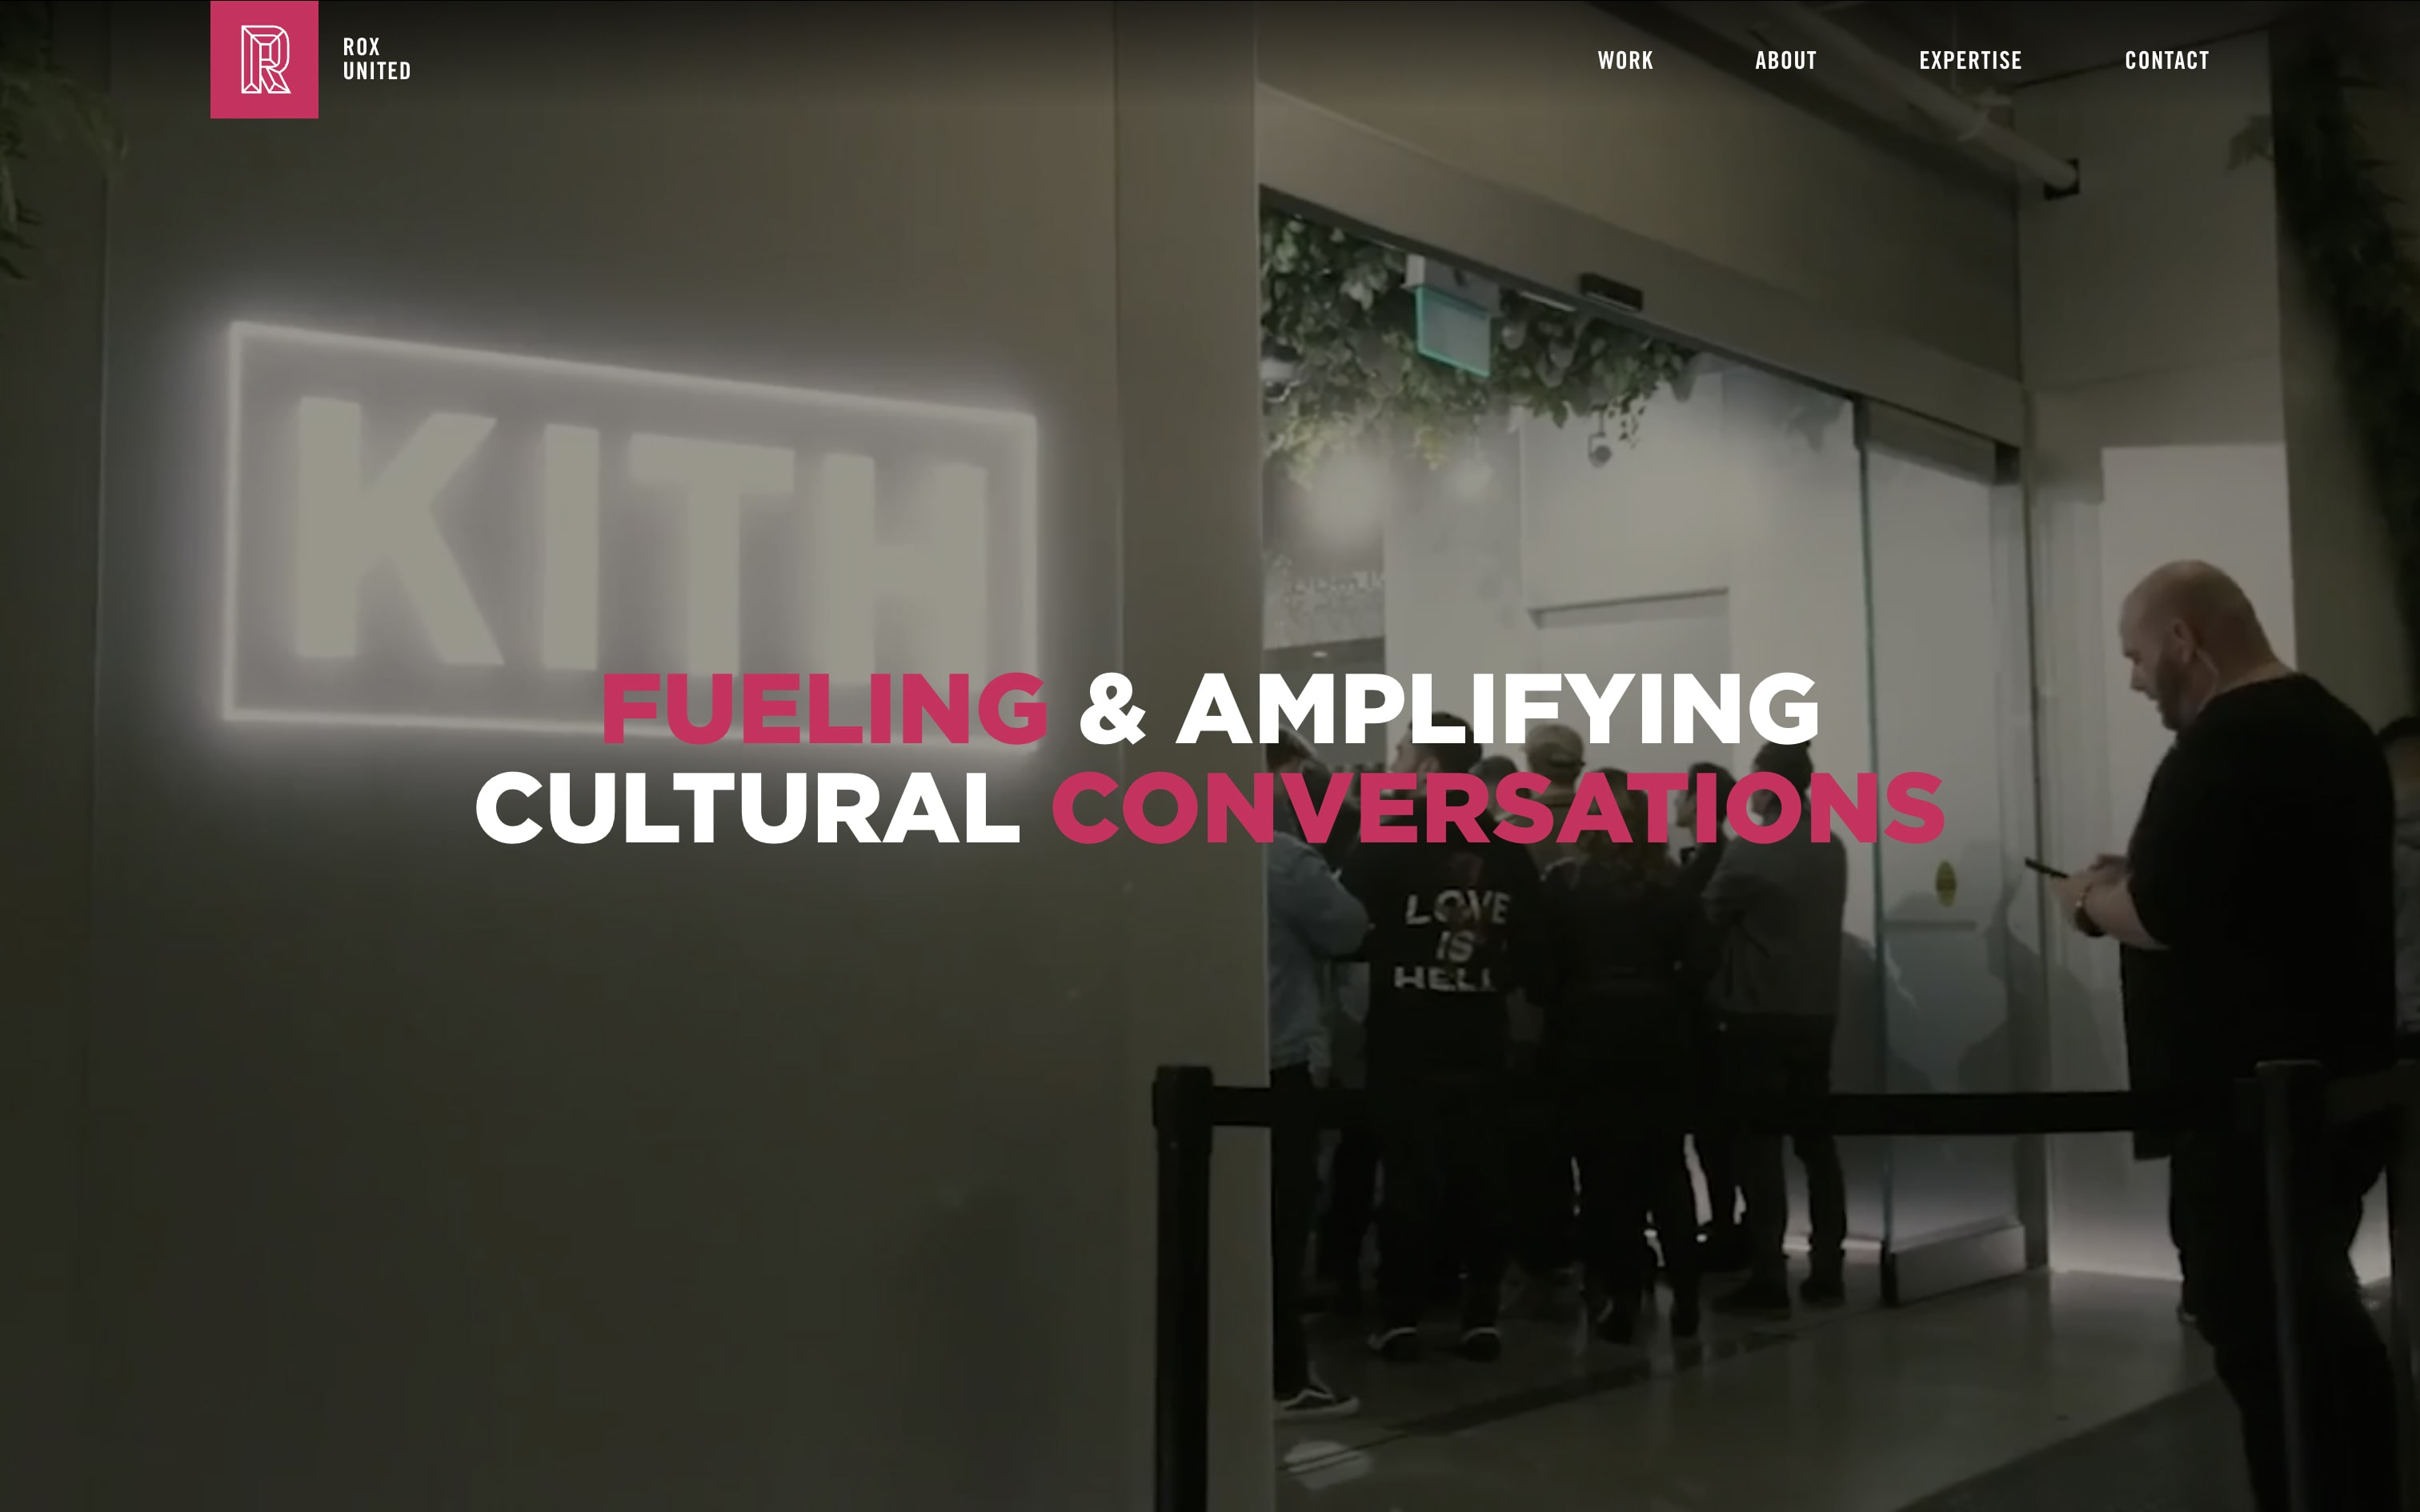 R
ROX
UNITED
WORK ABOUT EXPERTISE CONTACT
KITH
FUELING & AMPLIFYING
CULTURAL CONVERSATIONS
LOVE
IS
HELL